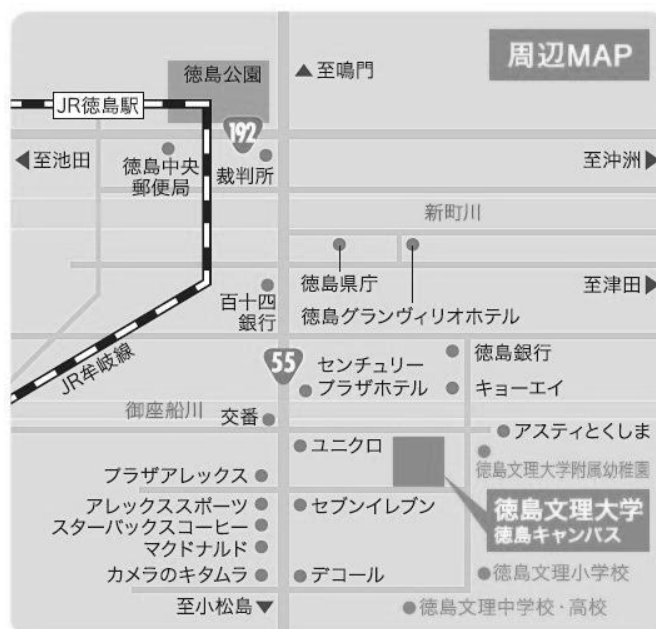 周辺MAP
徳島公園
▲至鳴門
JR徳島駅
192
◀至池田
徳島中央
郵便局
裁判所
至沖洲▶
新町川
徳島県庁
徳島グランヴィリオホテル
至津田▶
百十四
銀行
JR牟岐線
55
センチュリー
プラザホテル
徳島銀行
キョーエイ
御座船川
交番
アスティとくしま
ユニクロ
徳島文理大学附属幼稚園
プラザアレックス
アレックススポーツ
セブンイレブン
徳島文理大学
徳島キャンパス
スターバックスコーヒー
マクドナルド
カメラのキタムラ
デコール
徳島文理小学校
至小松島▼
徳島文理中学校・高校